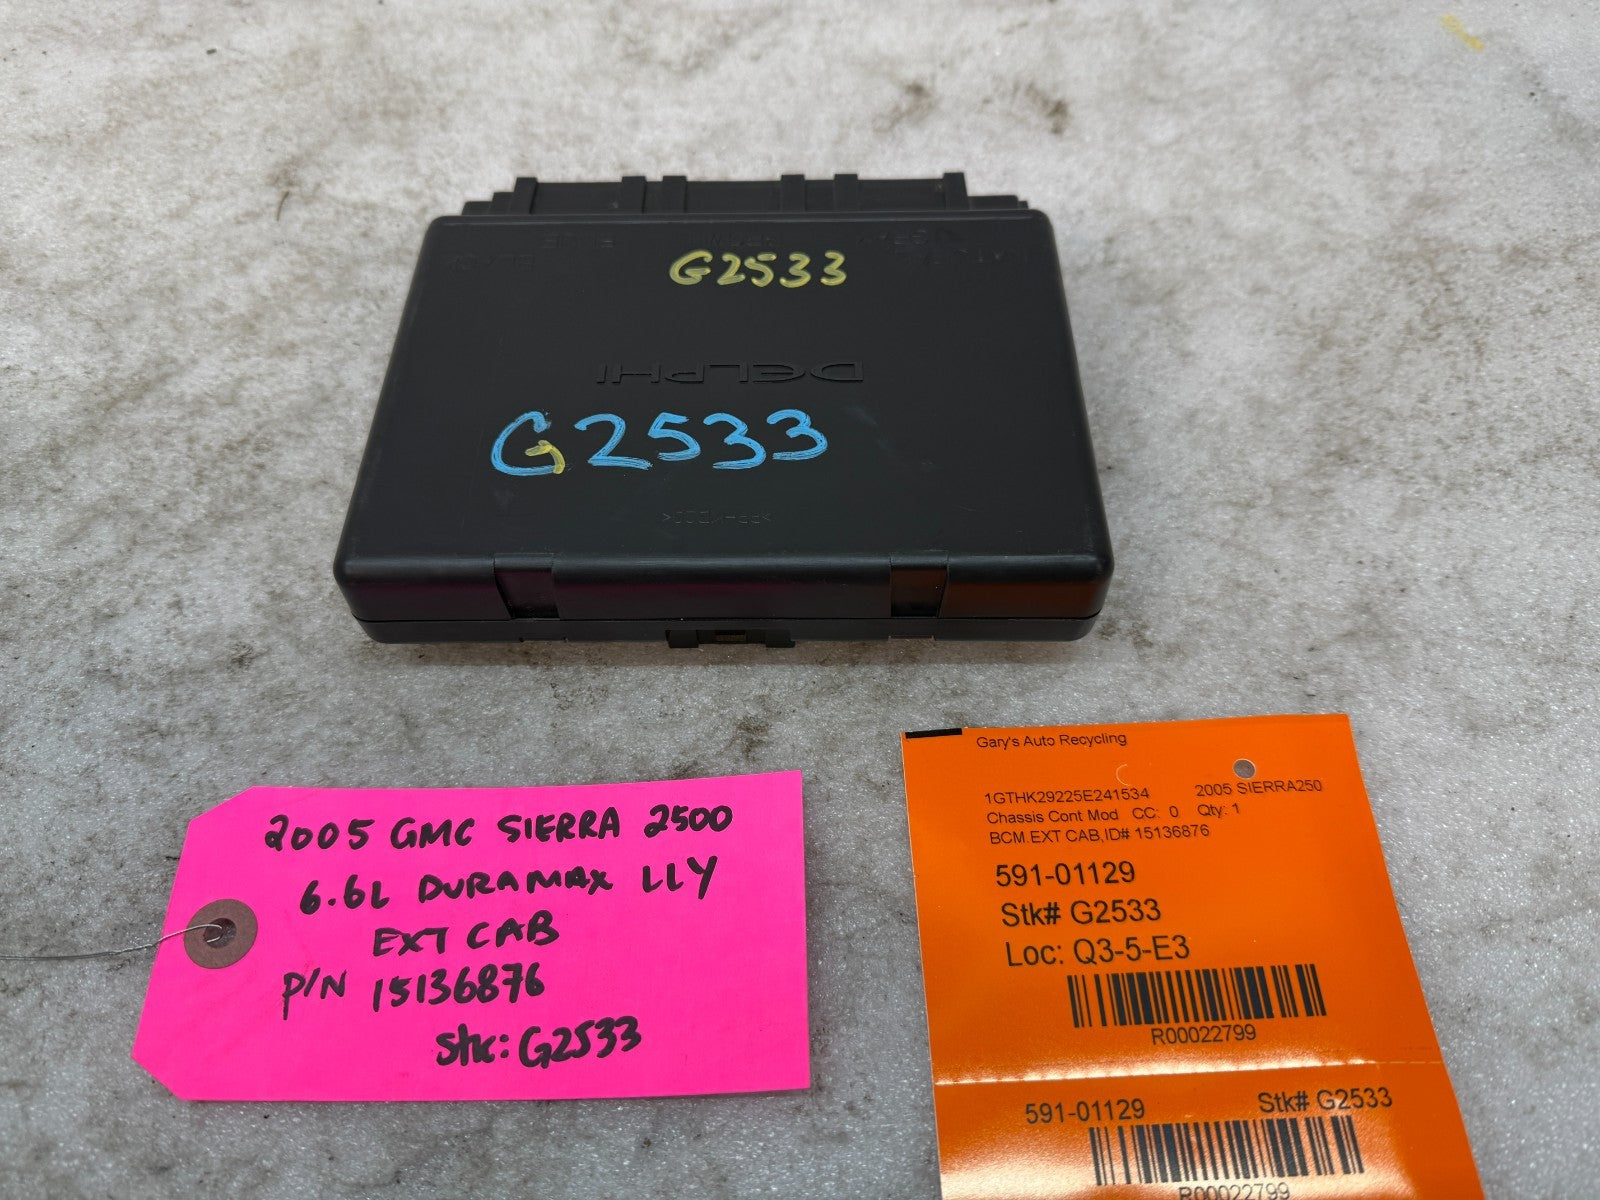 G2533
DELPHI
G2533
2005 GMC SIERRA 2500
6.6L DURAMAX LLY
EXT CAB
P/N 15136876
Stk: G2533
Gary's Auto Recycling
1GTHK29225E241534 2005 SIERRA250
Chassis Cont Mod CC: 0 Qty: 1
BCM.EXT CAB,ID# 15136876
591-01129
Stk# G2533
Loc: Q3-5-E3
R00022799
591-01129 Stk# G2533
R00022799